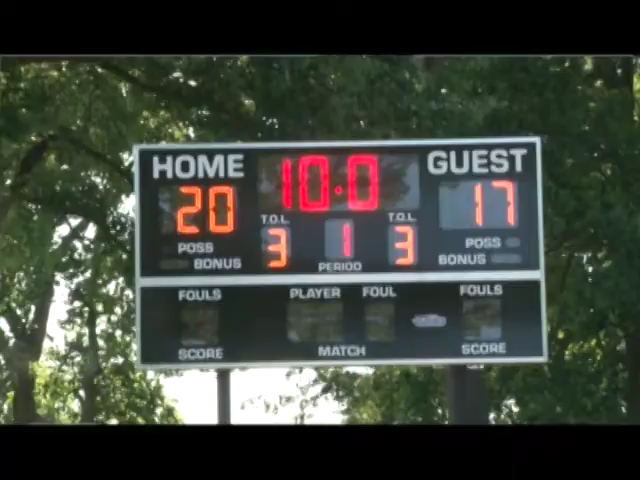 HOME 10.0 GUEST
20 T.O.L. T.O.L. 17
POSS 3 1 3 POSS
BONUS PERIOD BONUS
FOULS PLAYER FOUL FOULS
SCORE MATCH SCORE